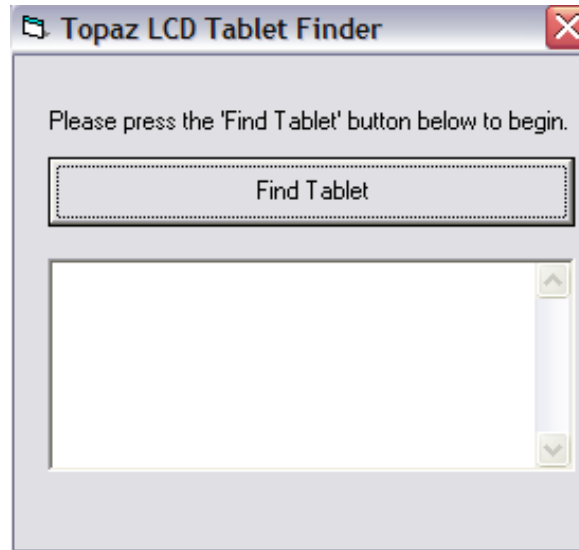 Topaz LCD Tablet Finder
Please press the 'Find Tablet' button below to begin.
Find Tablet